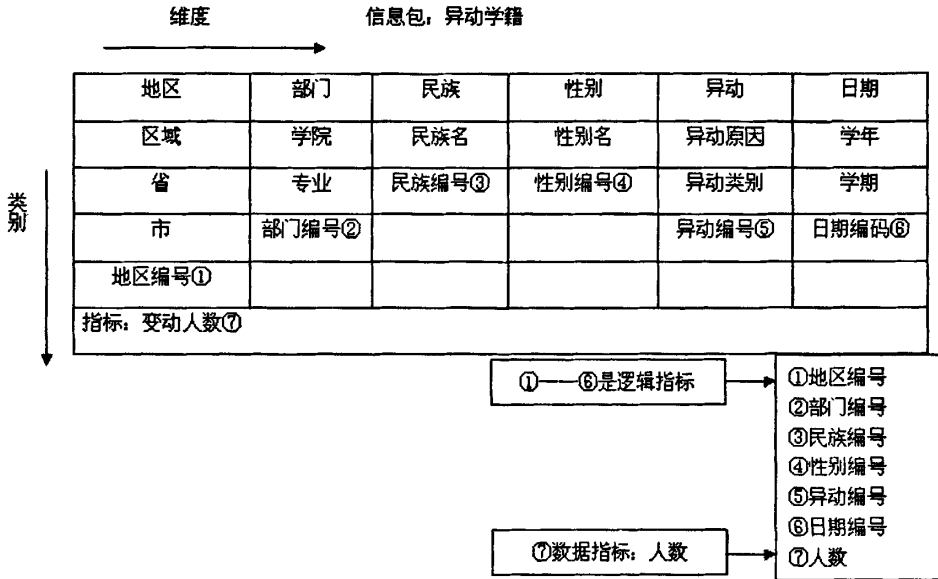 维度 信息包：异动学籍
地区 部门 民族 性别 异动 日期
区域 学院 民族名 性别名 异动原因 学年
省 专业 民族编号③ 性别编号④ 异动类别 学期
市 部门编号② 异动编号⑤ 日期编码⑥
地区编号①
指标：变动人数⑦
类别
①——⑥是逻辑指标
①地区编号
②部门编号
③民族编号
④性别编号
⑤异动编号
⑥日期编号
⑦数据指标：人数
⑦人数